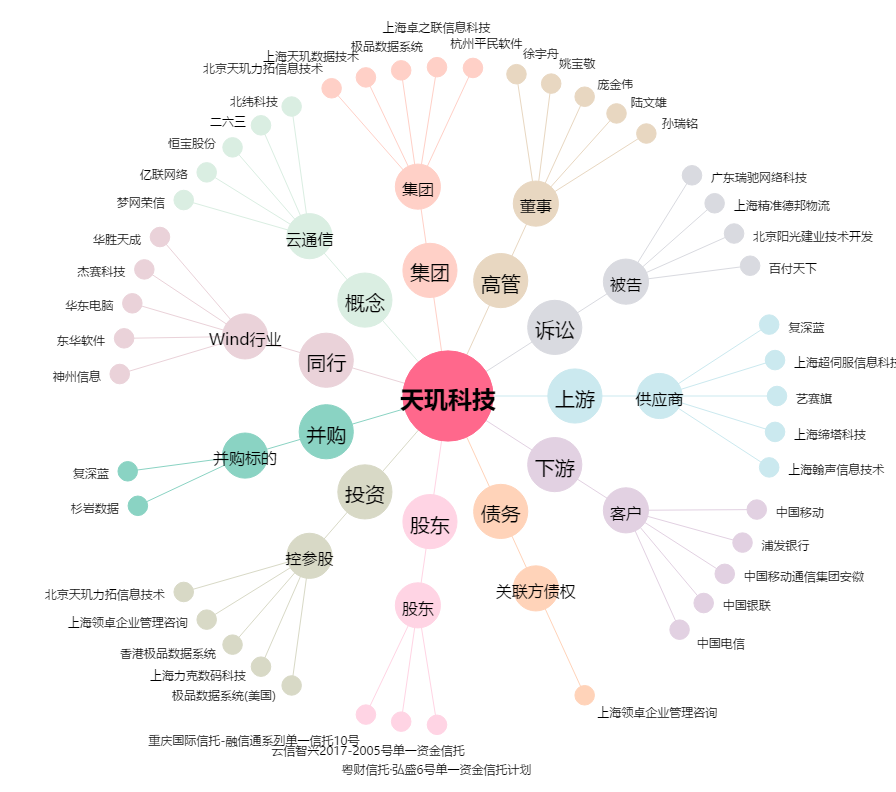 上海卓之联信息科技
极品数据系统
杭州平民软件
上海天玑数据技术
北京天玑力拓信息技术
徐宇舟
姚宝敬
庞金伟
陆文雄
孙瑞铭
北纬科技
二六三
恒宝股份
亿联网络
梦网荣信
集团
董事
云通信
广东瑞驰网络科技
上海精准德邦物流
北京阳光建业技术开发
百付天下
华胜天成
杰赛科技
华东电脑
东华软件
神州信息
集团
高管
被告
概念
诉讼
Wind行业
同行
天玑科技
上游
供应商
复深蓝
上海超伺服信息科技
艺赛旗
上海缔塔科技
上海翰声信息技术
并购
并购标的
复深蓝
杉岩数据
下游
客户
中国移动
浦发银行
中国移动通信集团安徽
中国银联
中国电信
投资
股东
债务
控参股
股东
关联方债权
北京天玑力拓信息技术
上海领卓企业管理咨询
香港极品数据系统
上海力克数码科技
极品数据系统(美国)
上海领卓企业管理咨询
重庆国际信托-融信通系列单一信托10号
云信智兴2017-2005号单一资金信托
粤财信托·弘盛6号单一资金信托计划